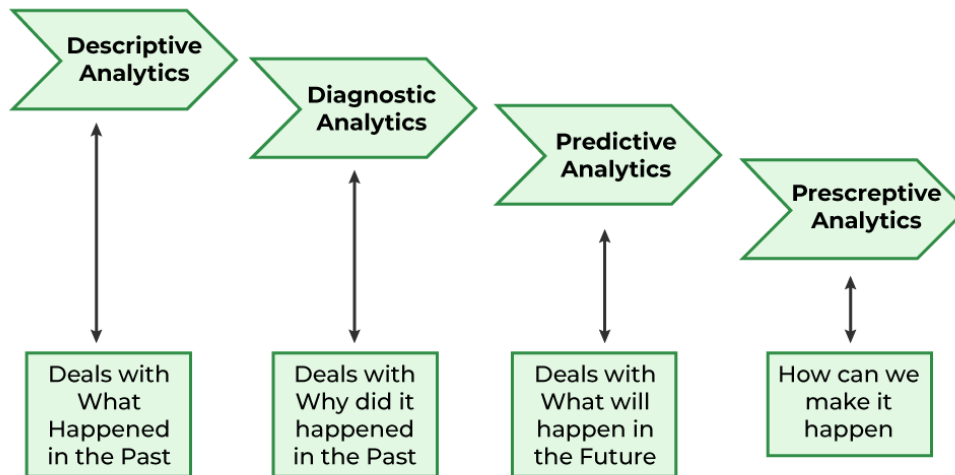 Descriptive
Analytics
Diagnostic
Analytics
Predictive
Analytics
Prescreptive
Analytics
Deals with
What
Happened
in the Past
Deals with
Why did it
happened
in the Past
Deals with
What will
happen in
the Future
How can we
make it
happen